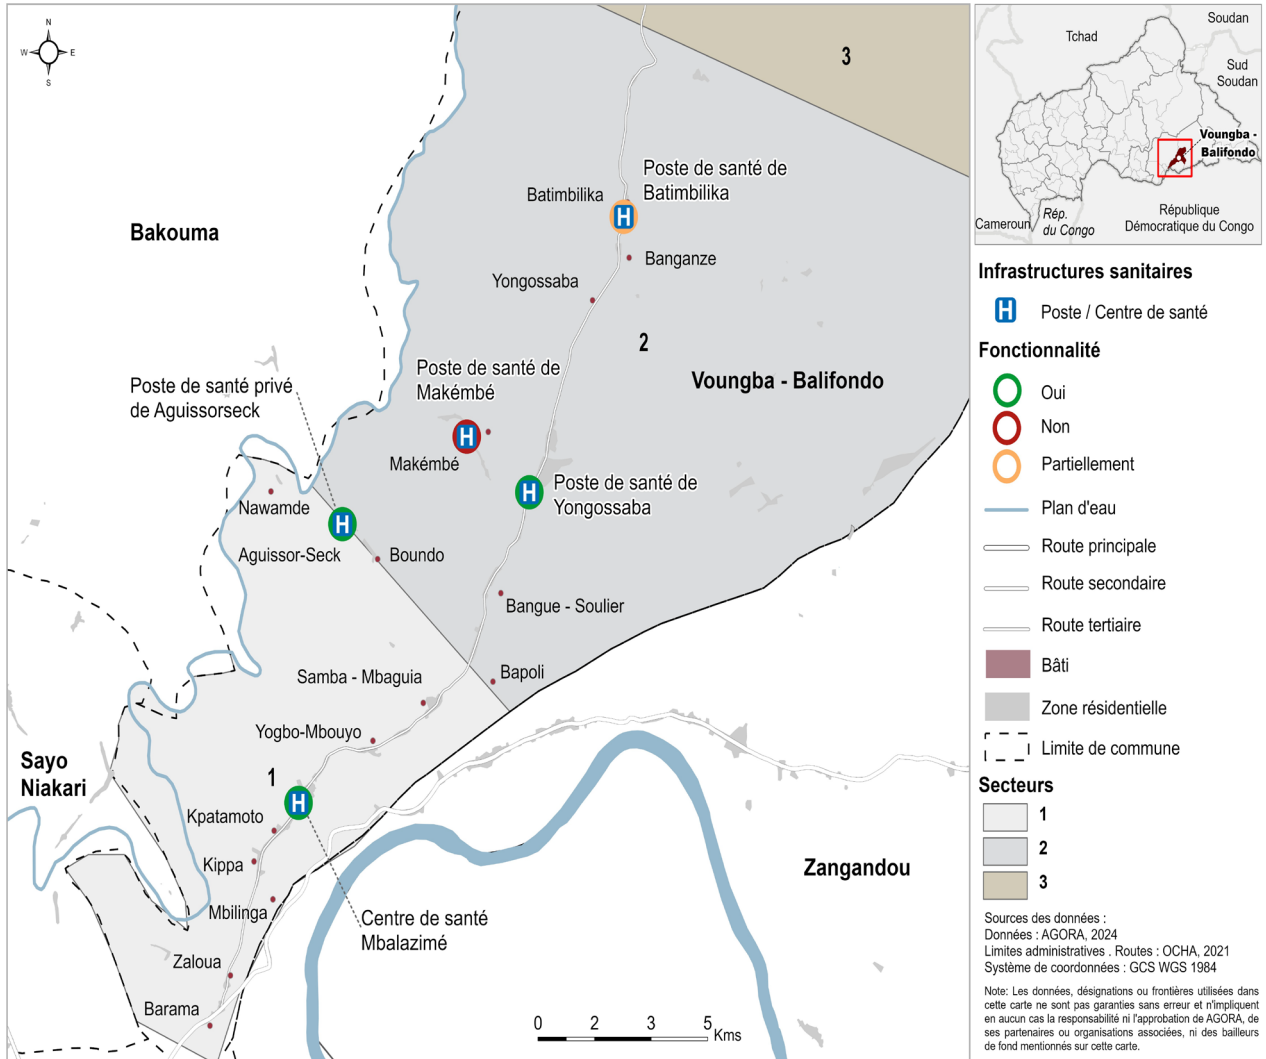 N
W
E
S
3
Poste de santé de
Batimbilika
Batimbilika
Bakouma
Banganze
Yongossaba
2
Voungba - Balifondo
Poste de santé de
Makémbé
Poste de santé privé
de Aguissorseck
Makémbé
Poste de santé de
Yongossaba
Nawamde
Aguissor-Seck
Boundo
Bangue - Soulier
Bapoli
Samba - Mbaguia
Yogbo-Mbouyo
Sayo
Niakari
1
Kpatamoto
Kippa
Zangandou
Mbilinga
Centre de santé
Mbalazimé
Zaloua
Barama
0 2 3 5 Kms
Soudan
Tchad
Sud
Soudan
Voungba -
Balifondo
Cameroun
Rép.
du Congo
République
Démocratique du Congo
Infrastructures sanitaires
H Poste / Centre de santé
Fonctionnalité
Oui
Non
Partiellement
Plan d'eau
Route principale
Route secondaire
Route tertiaire
Bâti
Zone résidentielle
Limite de commune
Secteurs
1
2
3
Sources des données :
Données : AGORA, 2024
Limites administratives . Routes : OCHA, 2021
Système de coordonnées : GCS WGS 1984
Note: Les données, désignations ou frontières utilisées dans
cette carte ne sont pas garanties sans erreur et n'impliquent
en aucun cas la responsabilité ni l'approbation de AGORA, de
ses partenaires ou organisations associées, ni des bailleurs
de fond mentionnés sur cette carte.